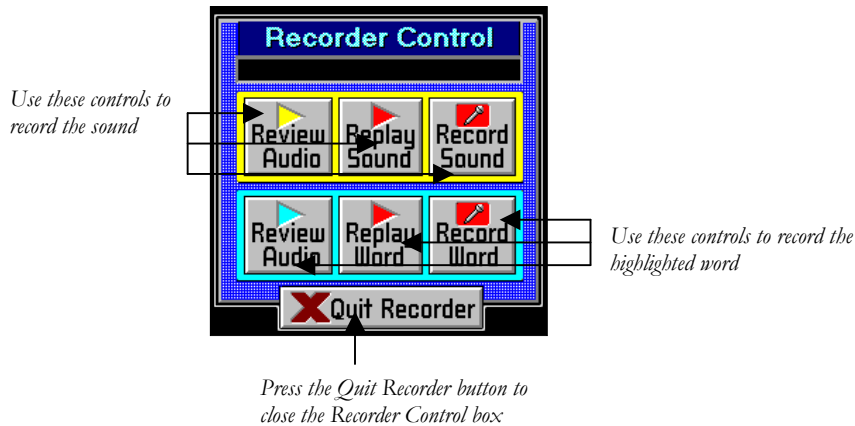 Recorder Control
Use these controls to
record the sound
Review
Audio
Replay
Sound
Record
Sound
Review
Audio
Replay
Word
Record
Word
Use these controls to record the
highlighted word
Quit Recorder
Press the Quit Recorder button to
close the Recorder Control box